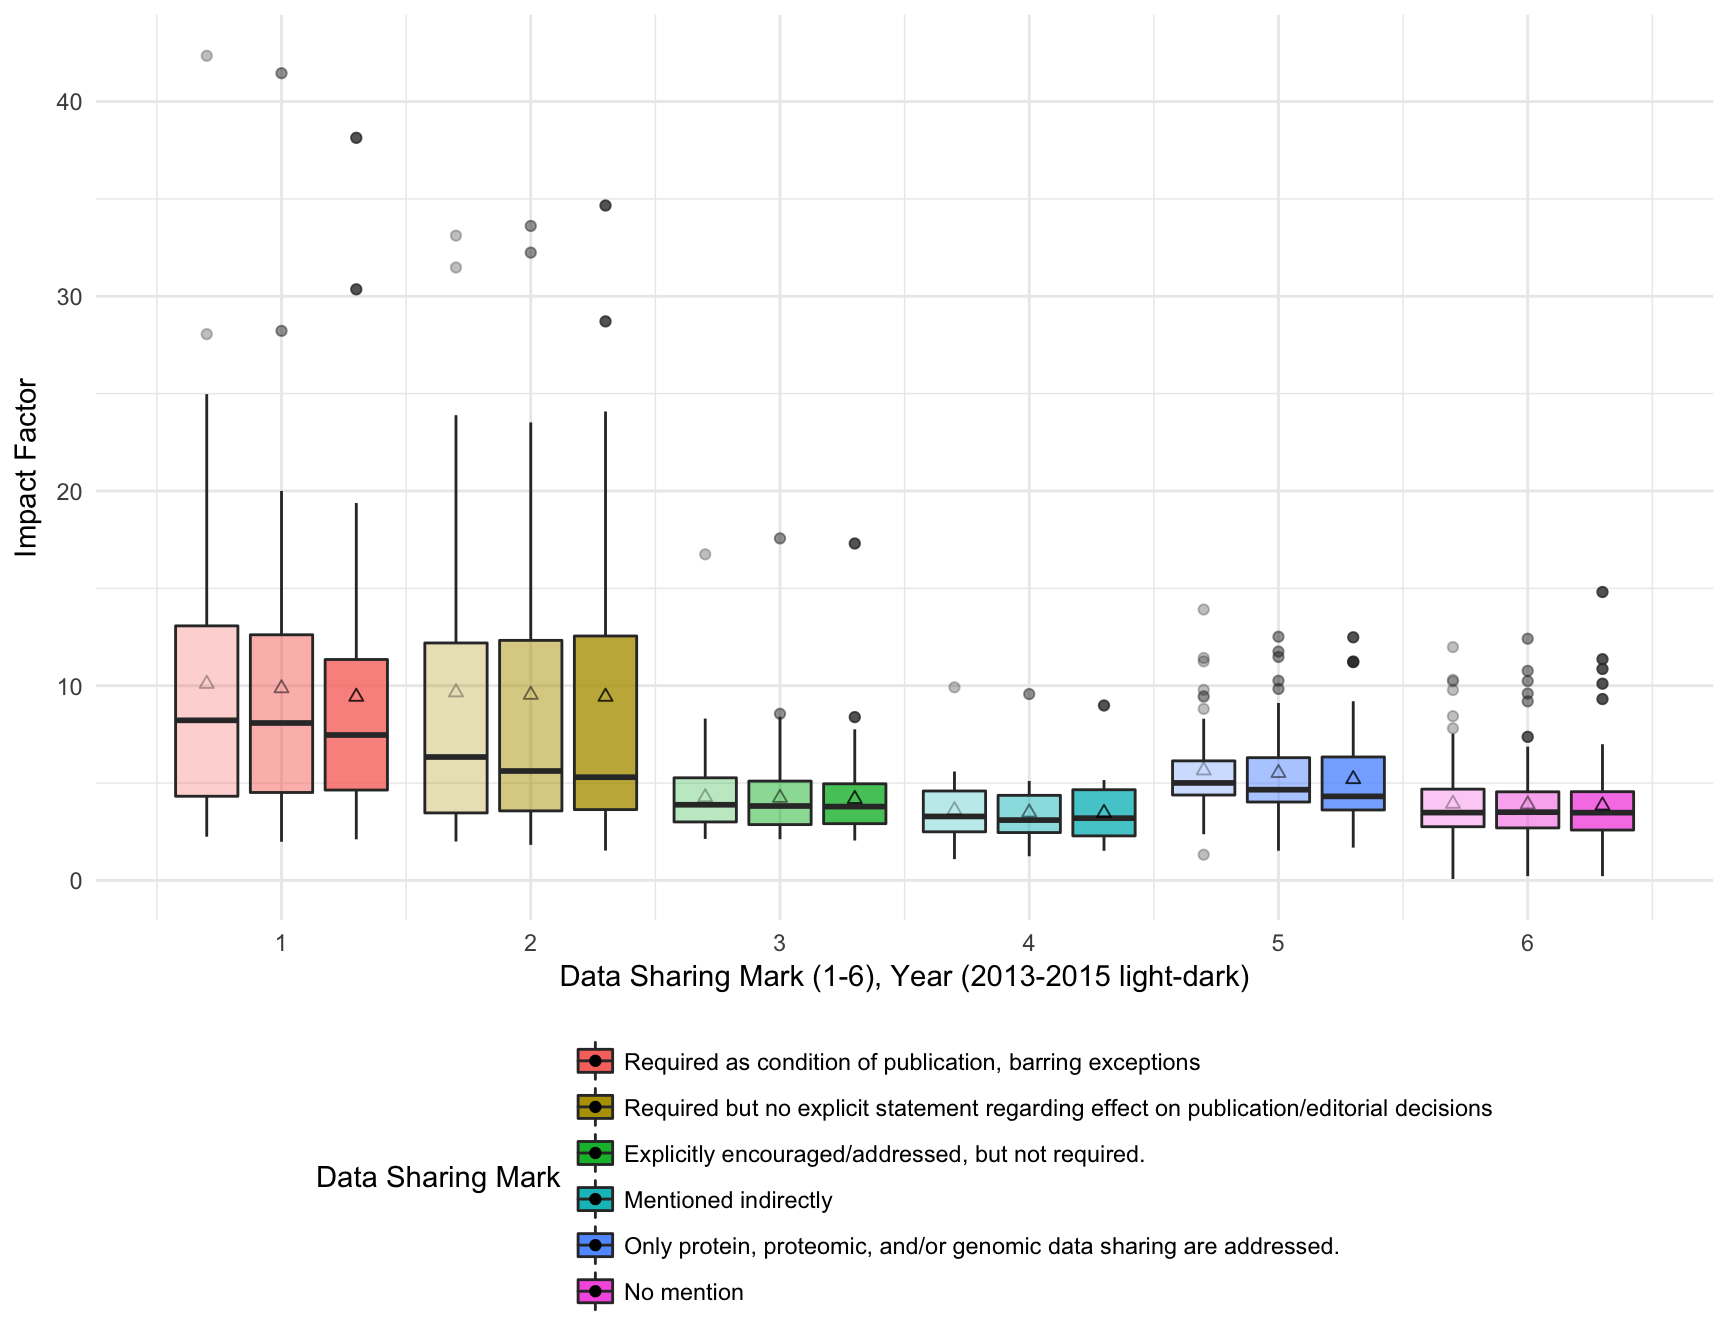 40
30
20
10
0
Impact Factor
1 2 3 4 5 6
Data Sharing Mark (1-6), Year (2013-2015 light-dark)
Data Sharing Mark
Required as condition of publication, barring exceptions
Required but no explicit statement regarding effect on publication/editorial decisions
Explicitly encouraged/addressed, but not required.
Mentioned indirectly
Only protein, proteomic, and/or genomic data sharing are addressed.
No mention